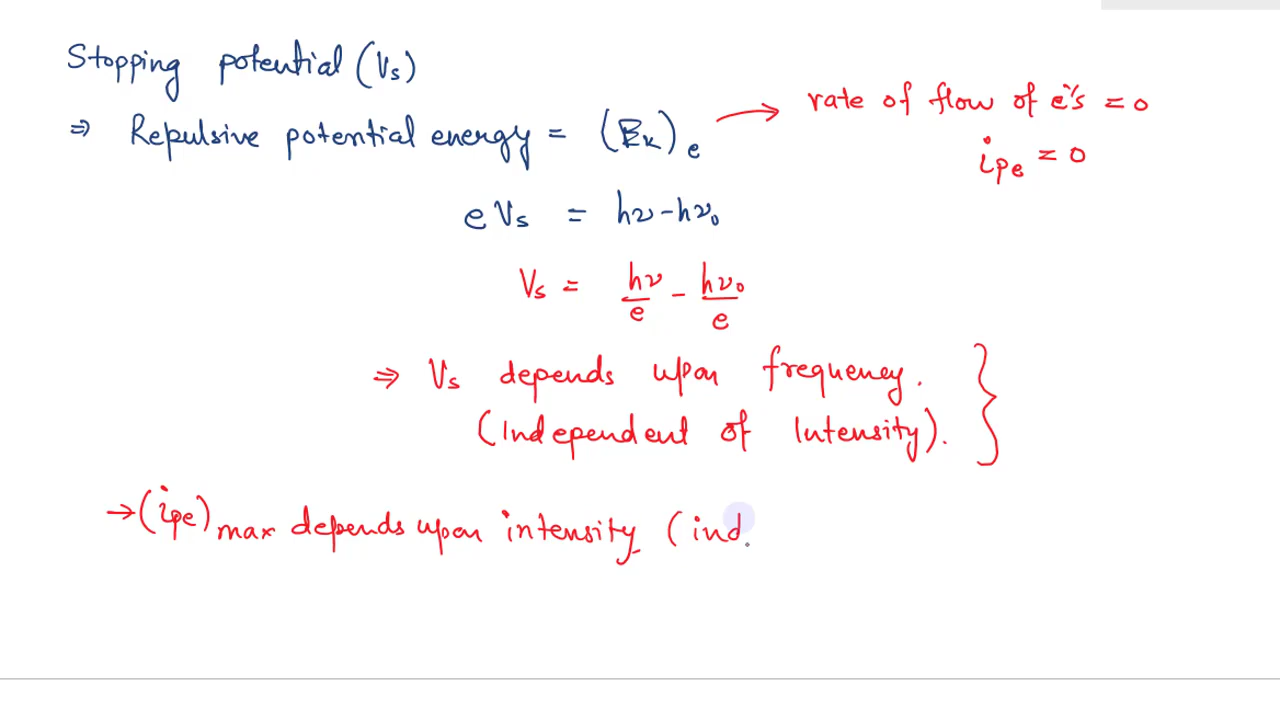 Stopping potential (Vs)
⇒ Repulsive potential energy = (Ek)e → rate of flow of e⁻'s = 0
ipe = 0
eVs = hν - hν₀
Vs = hν/e - hν₀/e
⇒ Vs depends upon frequency.
(Independent of Intensity).
→ (ipe)max depends upon intensity (ind